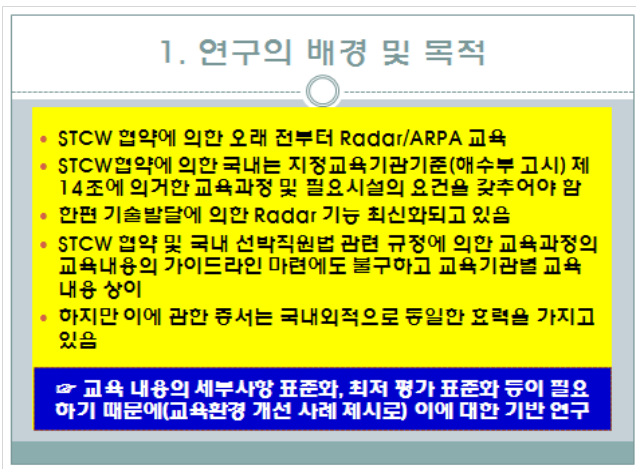 1. 연구의 배경 및 목적
• STCW 협약에 의한 오래 전부터 Radar/ARPA 교육
• STCW협약에 의한 국내는 지정교육기관기준(해수부 고시) 제
14조에 의거한 교육과정 및 필요시설의 요건을 갖추어야 함
• 한편 기술발달에 의한 Radar 기능 최신화되고 있음
• STCW 협약 및 국내 선박직원법 관련 규정에 의한 교육과정의
교육내용의 가이드라인 마련에도 불구하고 교육기관별 교육
내용 상이
• 하지만 이에 관한 증서는 국내외적으로 동일한 효력을 가지고
있음
☞ 교육 내용의 세부사항 표준화, 최저 평가 표준화 등이 필요
하기 때문에(교육환경 개선 사례 제시로) 이에 대한 기반 연구